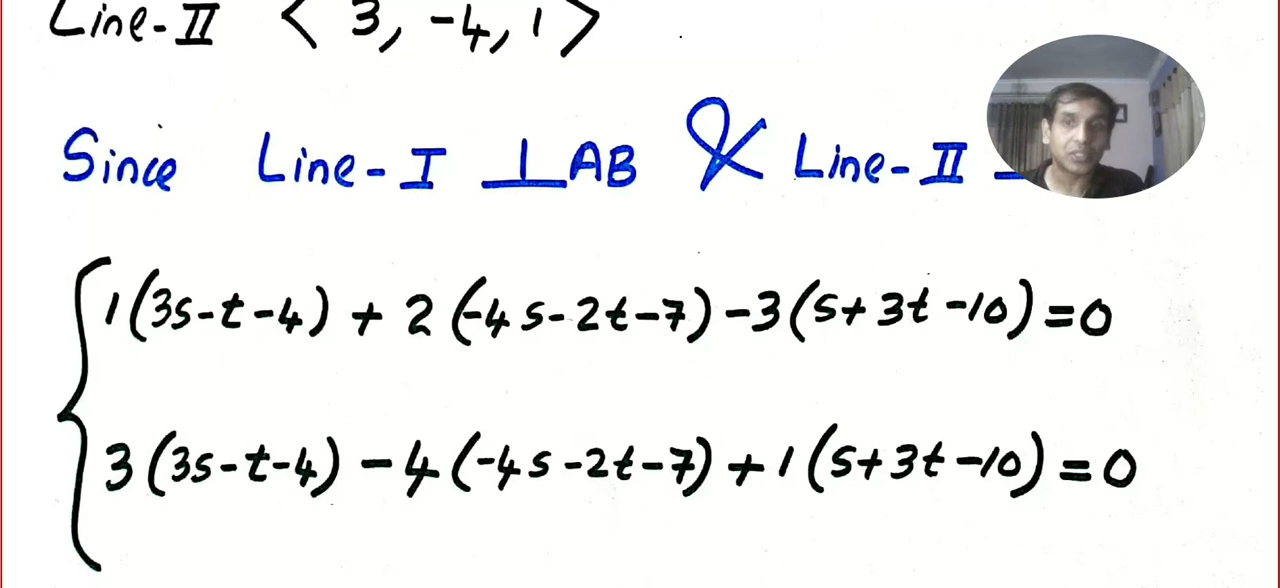 Line-II < 3, -4, 1 >
Since Line-I ⊥ AB & Line-II ⊥
1(3s-t-4) + 2(-4s-2t-7) -3(s+3t-10) = 0
3(3s-t-4) - 4(-4s-2t-7) + 1(s+3t-10) = 0